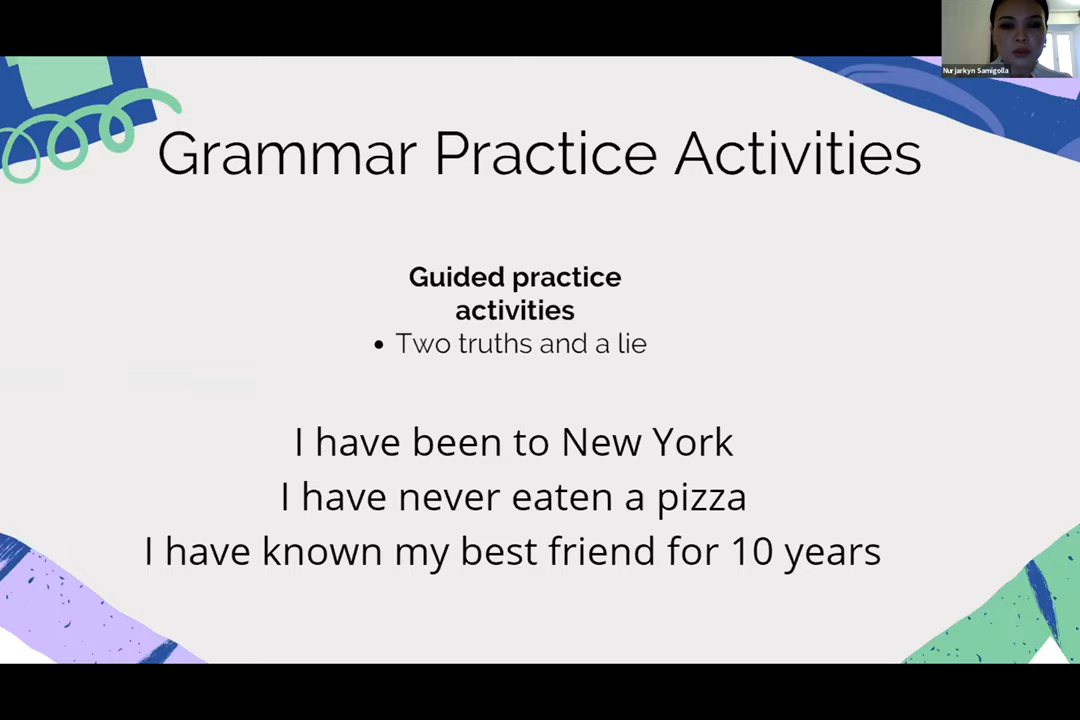 Nurjarkyn Samigolla
Grammar Practice Activities
Guided practice
activities
• Two truths and a lie
I have been to New York
I have never eaten a pizza
I have known my best friend for 10 years